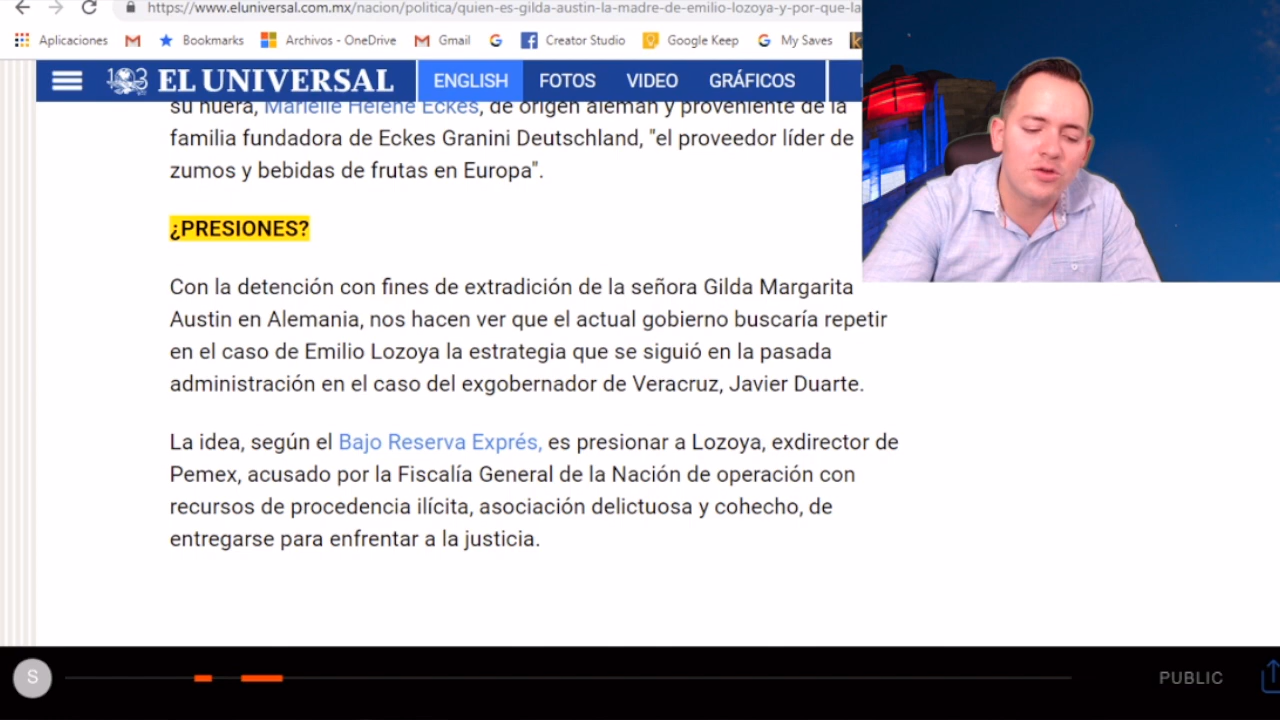 https://www.eluniversal.com.mx/nacion/politica/quien-es-gilda-austin-la-madre-de-emilio-lozoya-y-por-que-la
Aplicaciones Bookmarks Archivos - OneDrive Gmail Creator Studio Google Keep My Saves
103 EL UNIVERSAL ENGLISH FOTOS VIDEO GRÁFICOS
su nuera, Marielle Helene Eckes, de origen alemán y proveniente de la
familia fundadora de Eckes Granini Deutschland, "el proveedor líder de
zumos y bebidas de frutas en Europa".
¿PRESIONES?
Con la detención con fines de extradición de la señora Gilda Margarita
Austin en Alemania, nos hacen ver que el actual gobierno buscaría repetir
en el caso de Emilio Lozoya la estrategia que se siguió en la pasada
administración en el caso del exgobernador de Veracruz, Javier Duarte.
La idea, según el Bajo Reserva Exprés, es presionar a Lozoya, exdirector de
Pemex, acusado por la Fiscalía General de la Nación de operación con
recursos de procedencia ilícita, asociación delictuosa y cohecho, de
entregarse para enfrentar a la justicia.
S PUBLIC